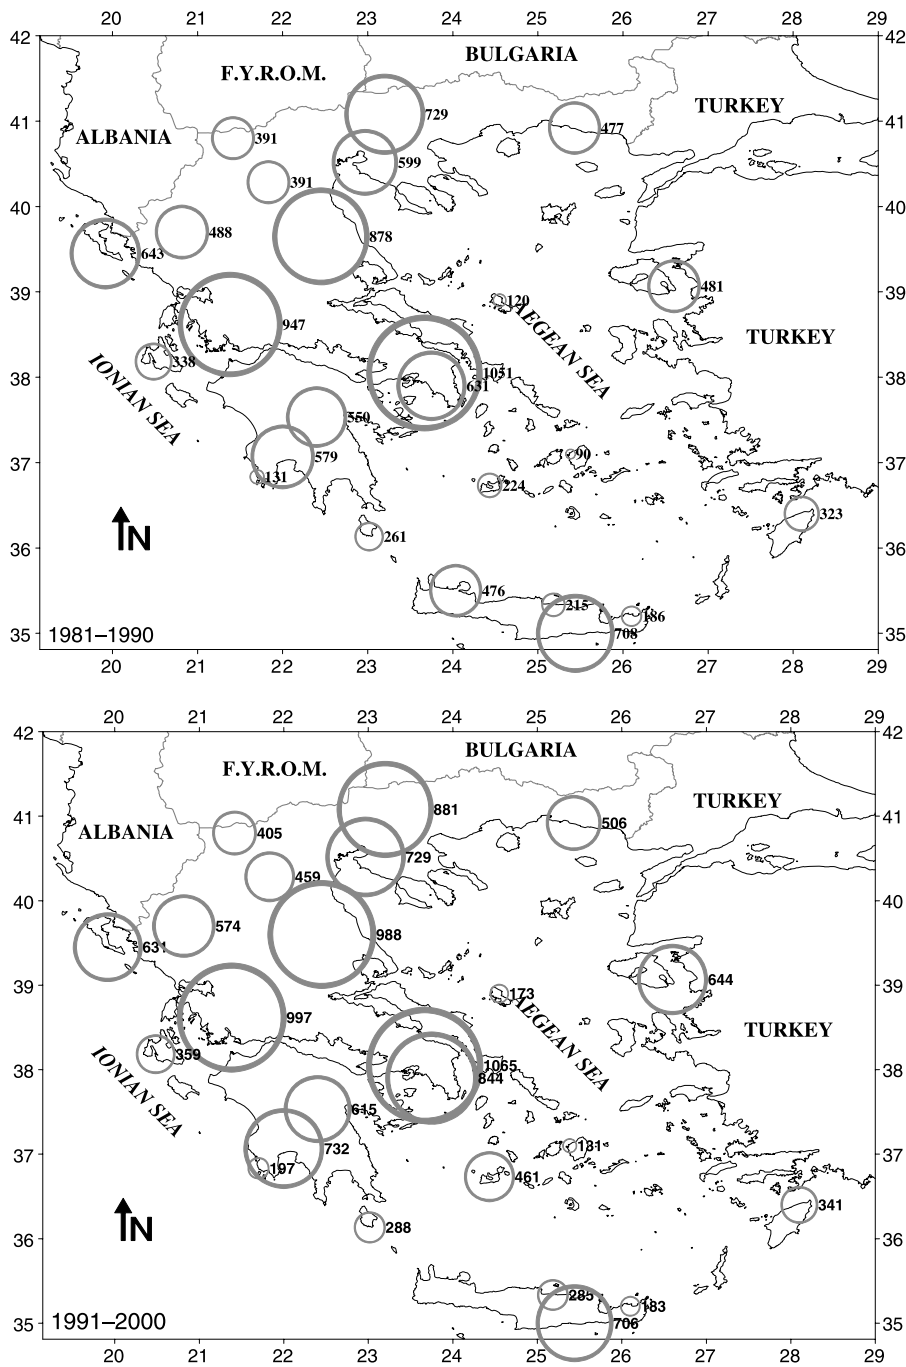 20 21 22 23 24 25 26 27 28 29
42 42
BULGARIA
F.Y.R.O.M.
TURKEY
729
41 477 41
ALBANIA 391
599
391
40 40
488 878
643
481
39 39
120
947
AEGEAN SEA
TURKEY
338
IONIAN SEA
38 1051 38
631
550
579 90
37 37
131 224
323
261
36 N 36
476
215 186
35 708 35
1981–1990
20 21 22 23 24 25 26 27 28 29
20 21 22 23 24 25 26 27 28 29
42 42
BULGARIA
F.Y.R.O.M.
TURKEY
881
41 506 41
ALBANIA 405
729
459
40 40
574 988
631
644
39 39
173
997
AEGEAN SEA
TURKEY
359
IONIAN SEA
38 1065 38
844
615
732 131
37 37
197 461
341
288
36 N 36
285 183
35 706 35
1991–2000
20 21 22 23 24 25 26 27 28 29